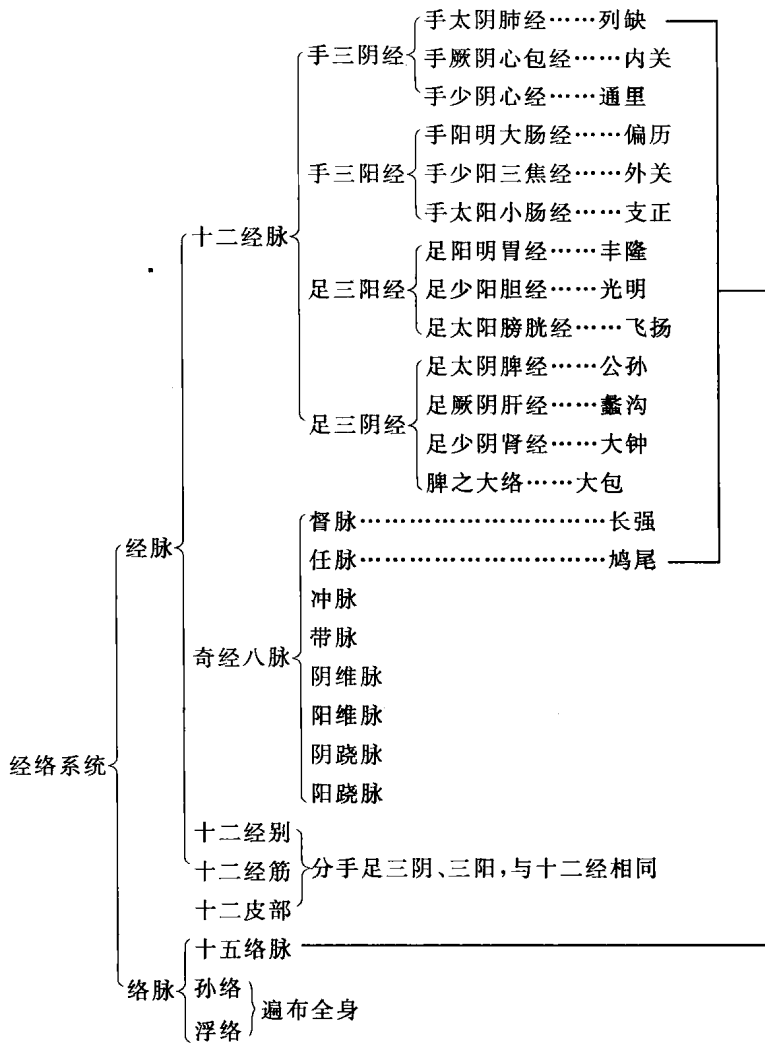 手太阴肺经……列缺
手三阴经
手厥阴心包经……内关
手少阴心经……通里
手阳明大肠经……偏历
手三阳经
手少阳三焦经……外关
手太阳小肠经……支正
十二经脉
足阳明胃经……丰隆
足三阳经
足少阳胆经……光明
足太阳膀胱经……飞扬
足太阴脾经……公孙
足厥阴肝经……蠡沟
足三阴经
足少阴肾经……大钟
脾之大络……大包
督脉…………………………长强
经脉
任脉…………………………鸠尾
冲脉
带脉
奇经八脉
阴维脉
阳维脉
经络系统
阴跷脉
阳跷脉
十二经别
十二经筋
分手足三阴、三阳,与十二经相同
十二皮部
十五络脉
络脉
孙络
遍布全身
浮络